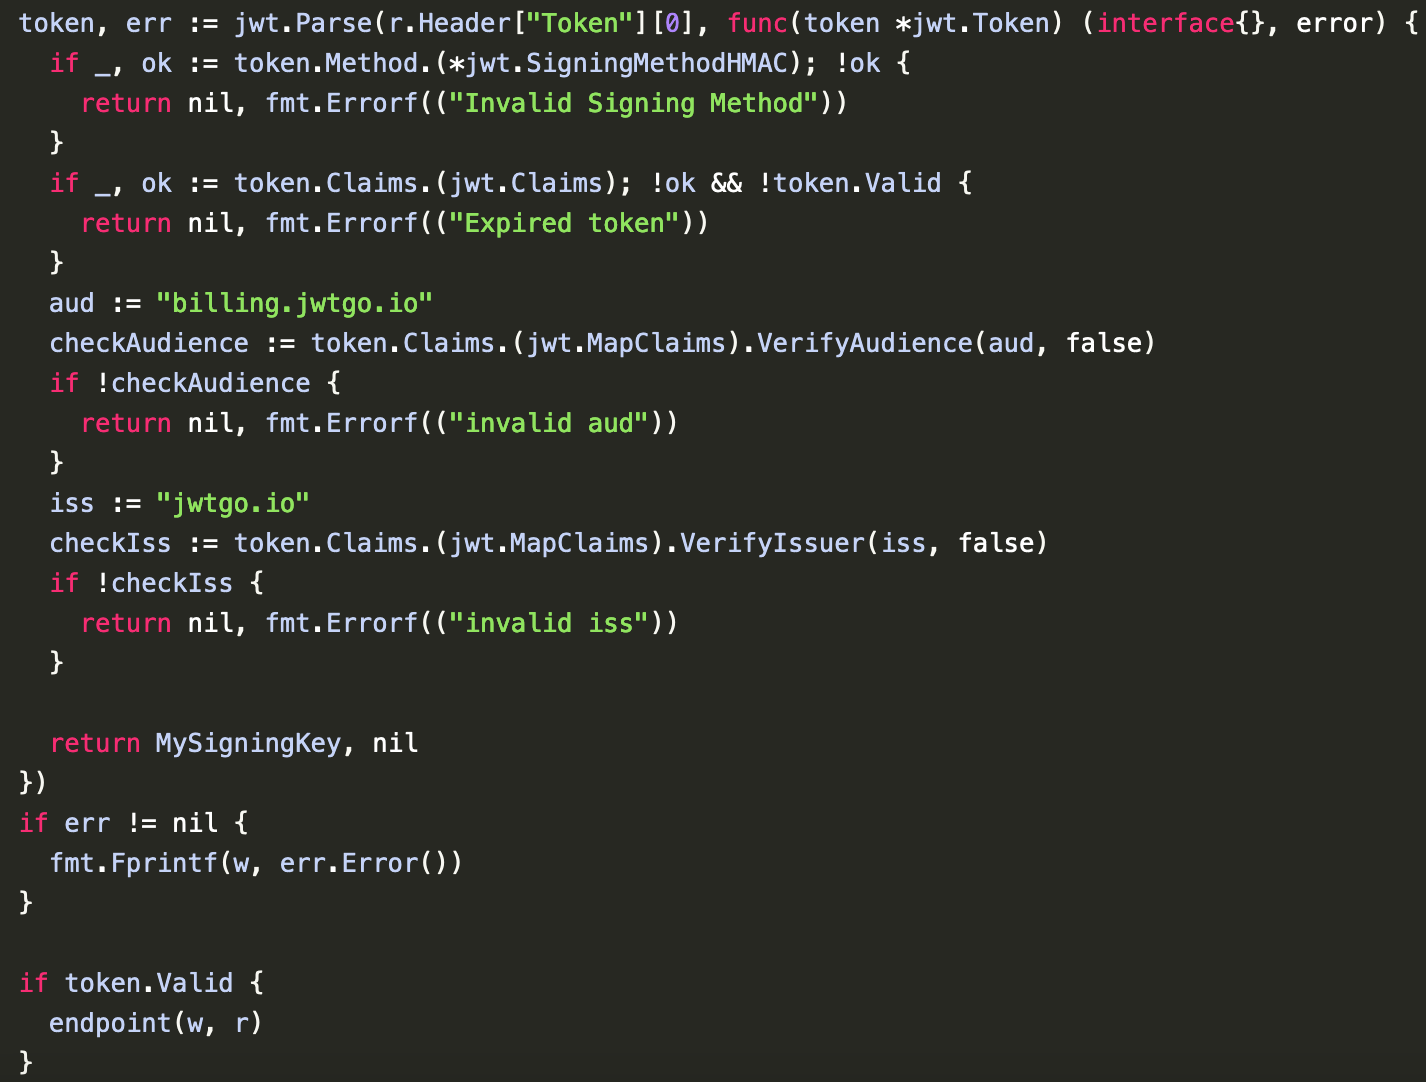 token, err := jwt.Parse(r.Header["Token"][0], func(token *jwt.Token) (interface{}, error) {
  if _, ok := token.Method.(*jwt.SigningMethodHMAC); !ok {
    return nil, fmt.Errorf(("Invalid Signing Method"))
  }
  if _, ok := token.Claims.(jwt.Claims); !ok && !token.Valid {
    return nil, fmt.Errorf(("Expired token"))
  }
  aud := "billing.jwtgo.io"
  checkAudience := token.Claims.(jwt.MapClaims).VerifyAudience(aud, false)
  if !checkAudience {
    return nil, fmt.Errorf(("invalid aud"))
  }
  iss := "jwtgo.io"
  checkIss := token.Claims.(jwt.MapClaims).VerifyIssuer(iss, false)
  if !checkIss {
    return nil, fmt.Errorf(("invalid iss"))
  }

  return MySigningKey, nil
})
if err != nil {
  fmt.Fprintf(w, err.Error())
}

if token.Valid {
  endpoint(w, r)
}